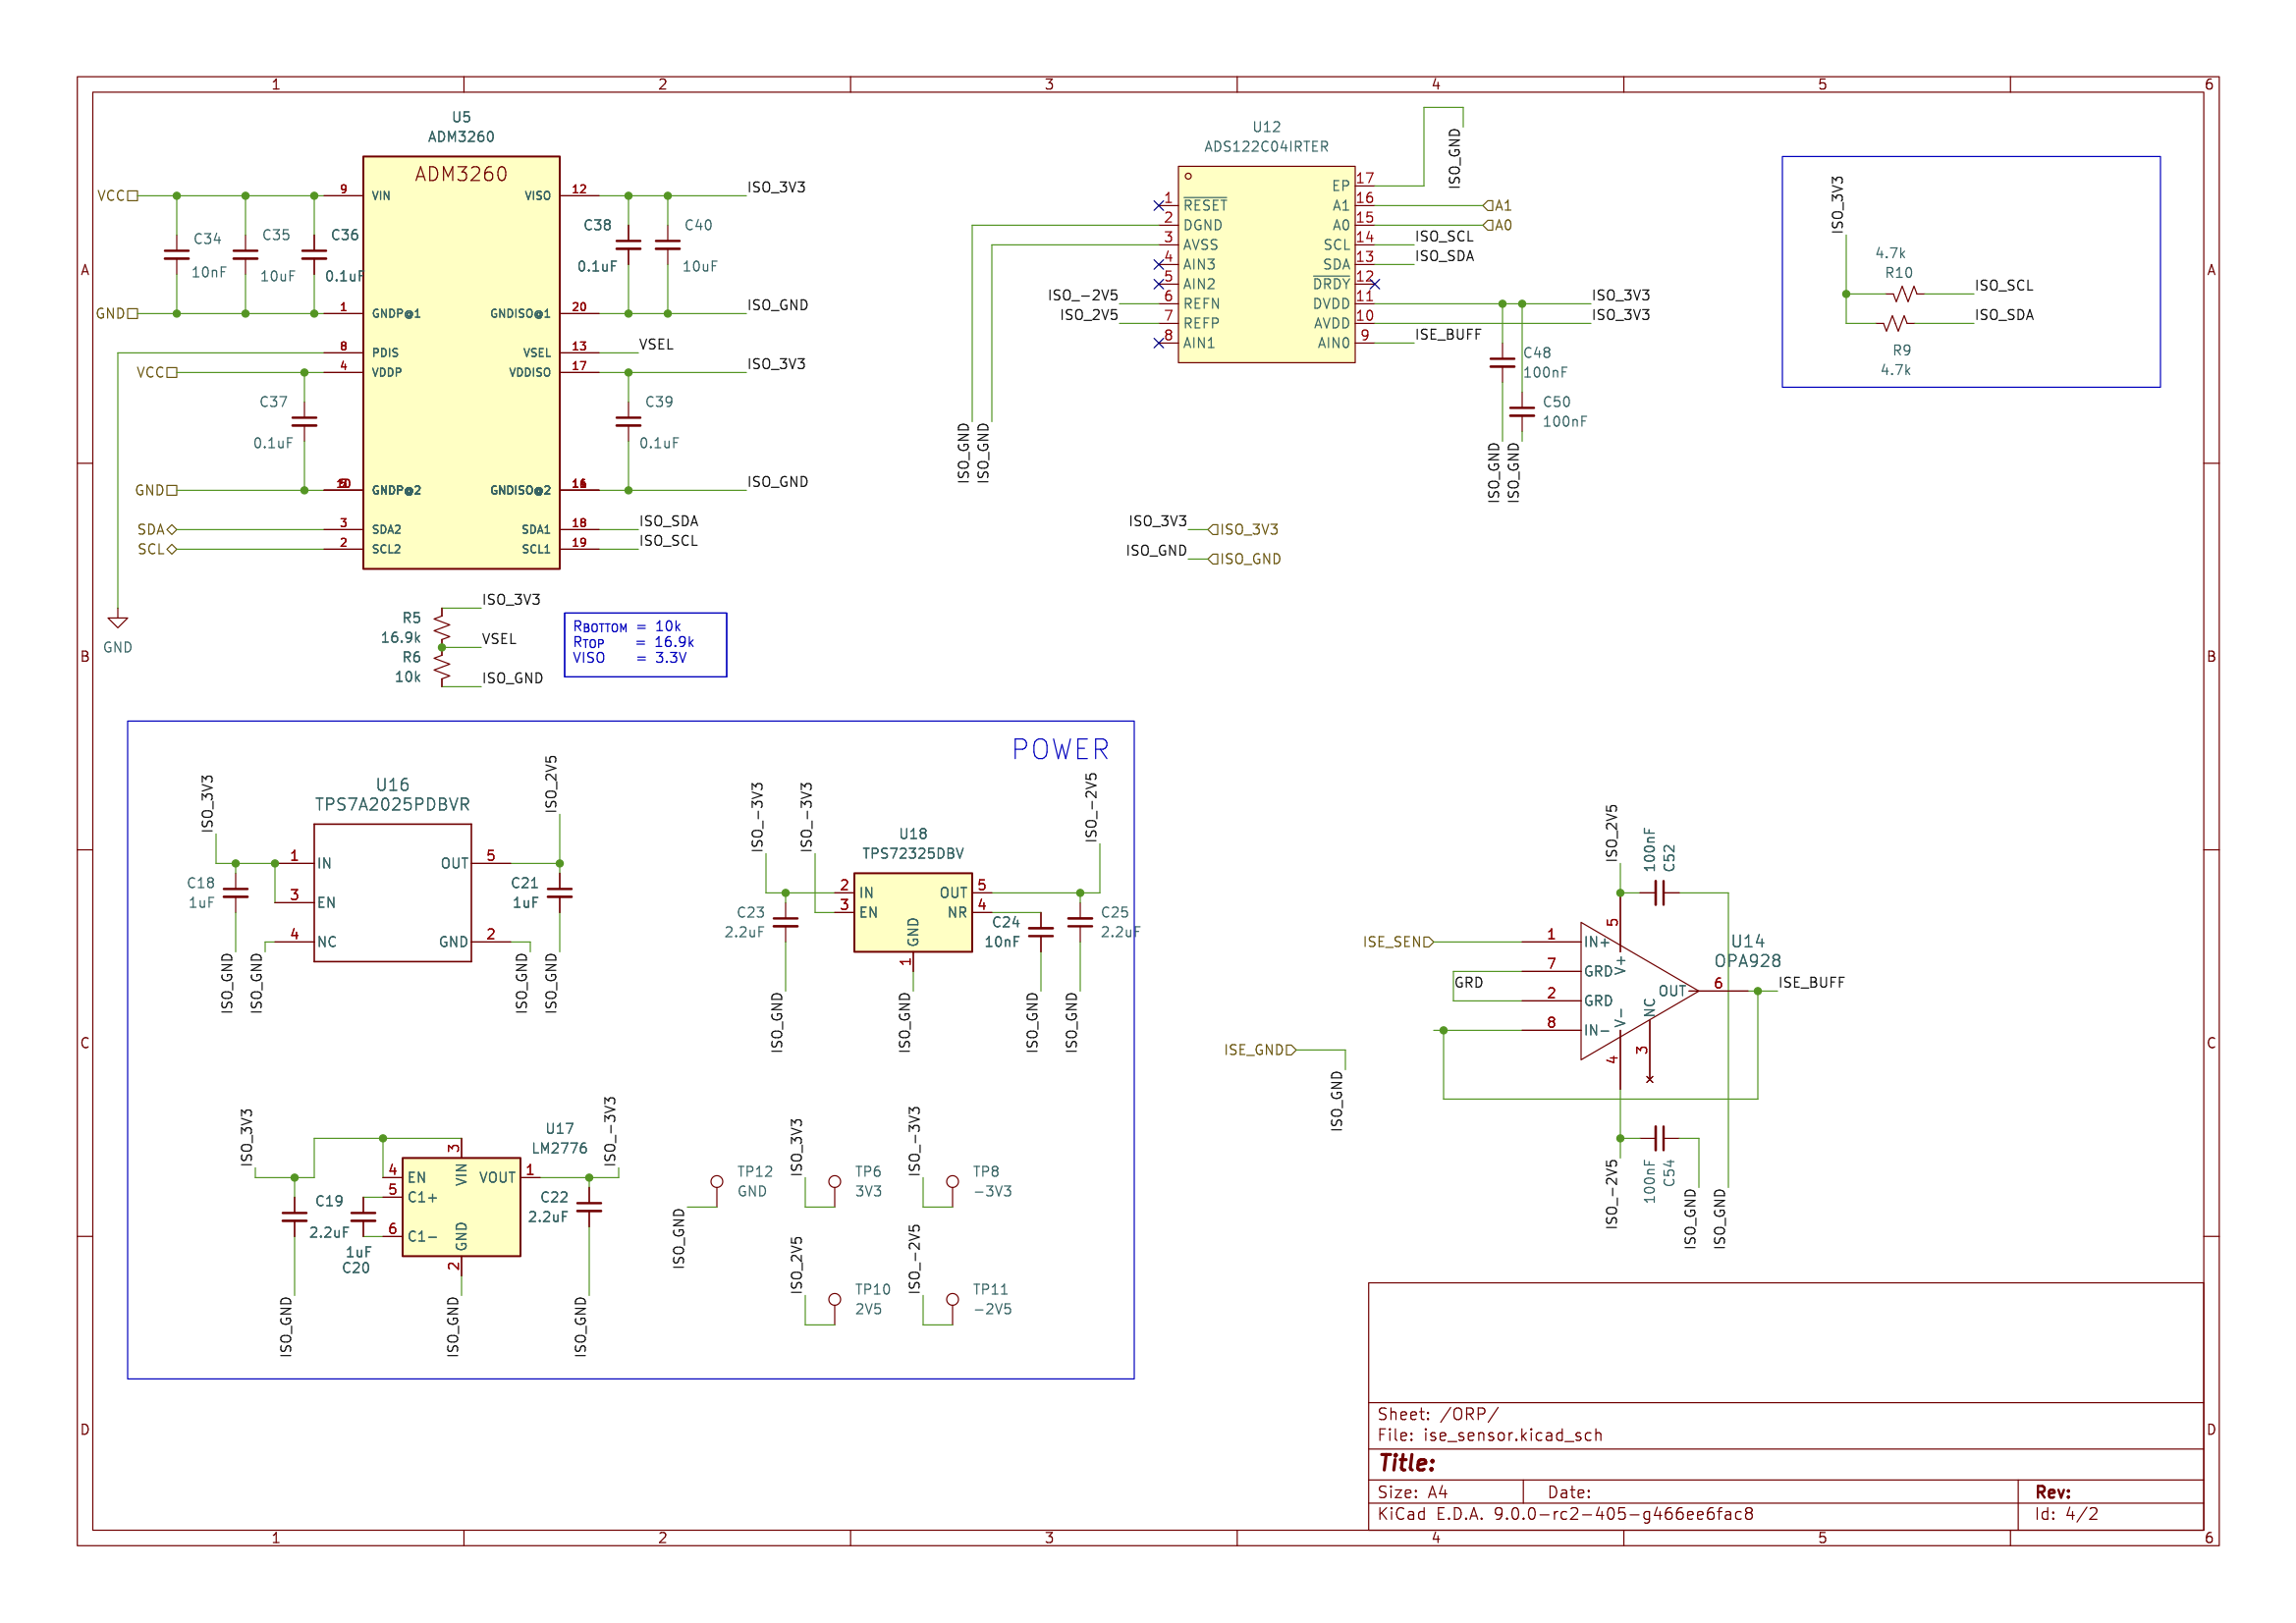 1 2 3 4 5 6
A
B
C
D
U5
ADM3260
ADM3260
VCC
9 VIN
VISO 12
ISO_3V3
C34
10nF
C35
10uF
C36
0.1uF
C38
0.1uF
C40
10uF
GND
1 GNDP@1
GNDISO@1 20
ISO_GND
8 PDIS
VSEL 13
VSEL
VCC
4 VDDP
VDDISO 17
ISO_3V3
C37
0.1uF
C39
0.1uF
GND
GNDP@2
GNDISO@2
ISO_GND
SDA
3 SDA2
SDA1 18
ISO_SDA
SCL
2 SCL2
SCL1 19
ISO_SCL
GND
R5
16.9k
R6
10k
ISO_3V3
VSEL
ISO_GND
RBOTTOM = 10k
RTOP = 16.9k
VISO = 3.3V
U12
ADS122C04IRTER
1 RESET
2 DGND
3 AVSS
4 AIN3
5 AIN2
6 REFN
7 REFP
8 AIN1
EP 17
A1 16
A0 15
SCL 14
SDA 13
DRDY 12
DVDD 11
AVDD 10
AIN0 9
ISO_GND
A1
A0
ISO_SCL
ISO_SDA
ISO_-2V5
ISO_2V5
ISO_3V3
ISO_3V3
ISE_BUFF
C48
100nF
C50
100nF
ISO_GND
ISO_GND
ISO_GND
ISO_GND
ISO_3V3
ISO_3V3
ISO_GND
ISO_GND
ISO_3V3
4.7k
R10
ISO_SCL
ISO_SDA
R9
4.7k
POWER
ISO_3V3
U16
TPS7A2025PDBVR
ISO_2V5
1 IN
OUT 5
3 EN
4 NC
GND 2
C18
1uF
C21
1uF
ISO_GND
ISO_GND
ISO_GND
ISO_GND
ISO_-3V3
ISO_-3V3
U18
TPS72325DBV
ISO_-2V5
2 IN
OUT 5
3 EN
NR 4
GND
1
C23
2.2uF
C24
10nF
C25
2.2uF
ISO_GND
ISO_GND
ISO_GND
ISO_GND
ISO_3V3
U17
LM2776
ISO_-3V3
3
VIN
4 EN
VOUT 1
5 C1+
6 C1-
GND
2
C19
2.2uF
1uF
C20
C22
2.2uF
ISO_GND
ISO_GND
ISO_GND
TP12
GND
ISO_GND
ISO_3V3
TP6
3V3
ISO_-3V3
TP8
-3V3
ISO_2V5
TP10
2V5
ISO_-2V5
TP11
-2V5
ISO_2V5
100nF
C52
ISE_SEN
1 IN+
5
V+
U14
OPA928
7 GRD
GRD
2 GRD
OUT 6
ISE_BUFF
8 IN-
V-
4
NC
3
ISE_GND
ISO_GND
ISO_-2V5
100nF
C54
ISO_GND
ISO_GND
Sheet: /ORP/
File: ise_sensor.kicad_sch
Title:
Size: A4
Date:
Rev:
KiCad E.D.A. 9.0.0-rc2-405-g466ee6fac8
Id: 4/2
A
B
C
D
1 2 3 4 5 6